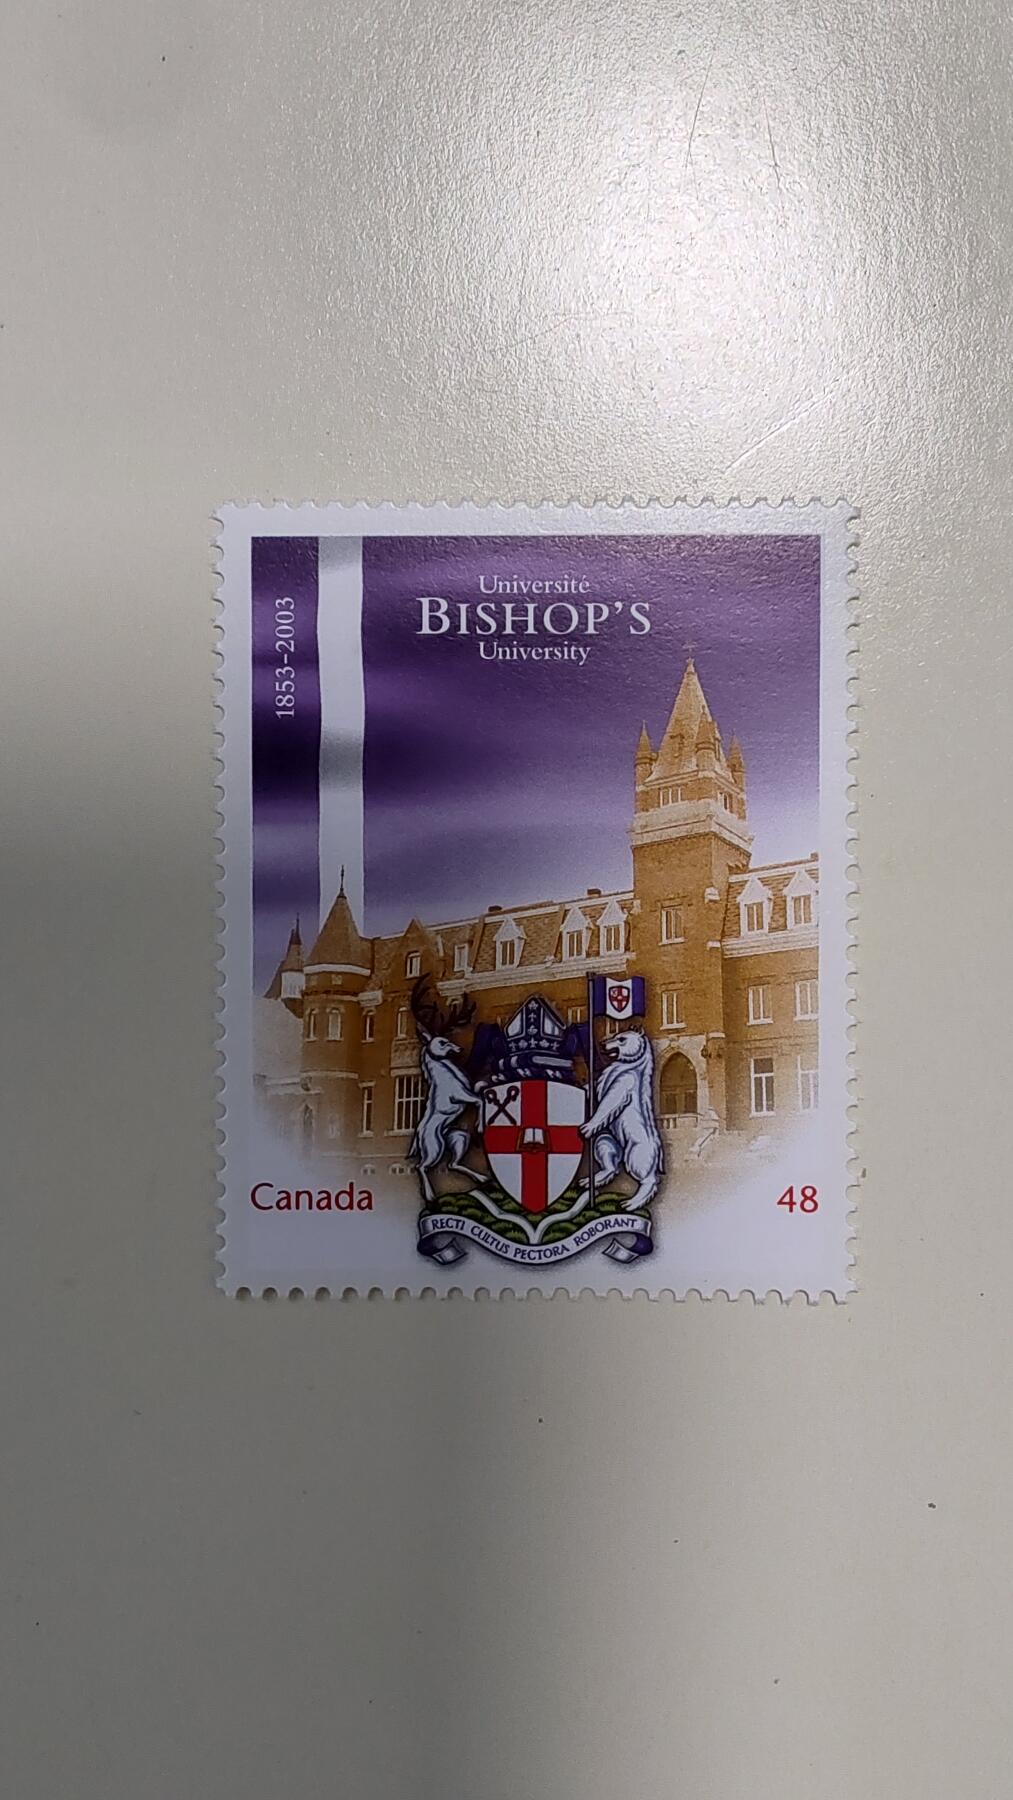 1853-2003
Université
BISHOP'S
University
Canada
48
RECTI CULTUS PECTORA ROBORANT